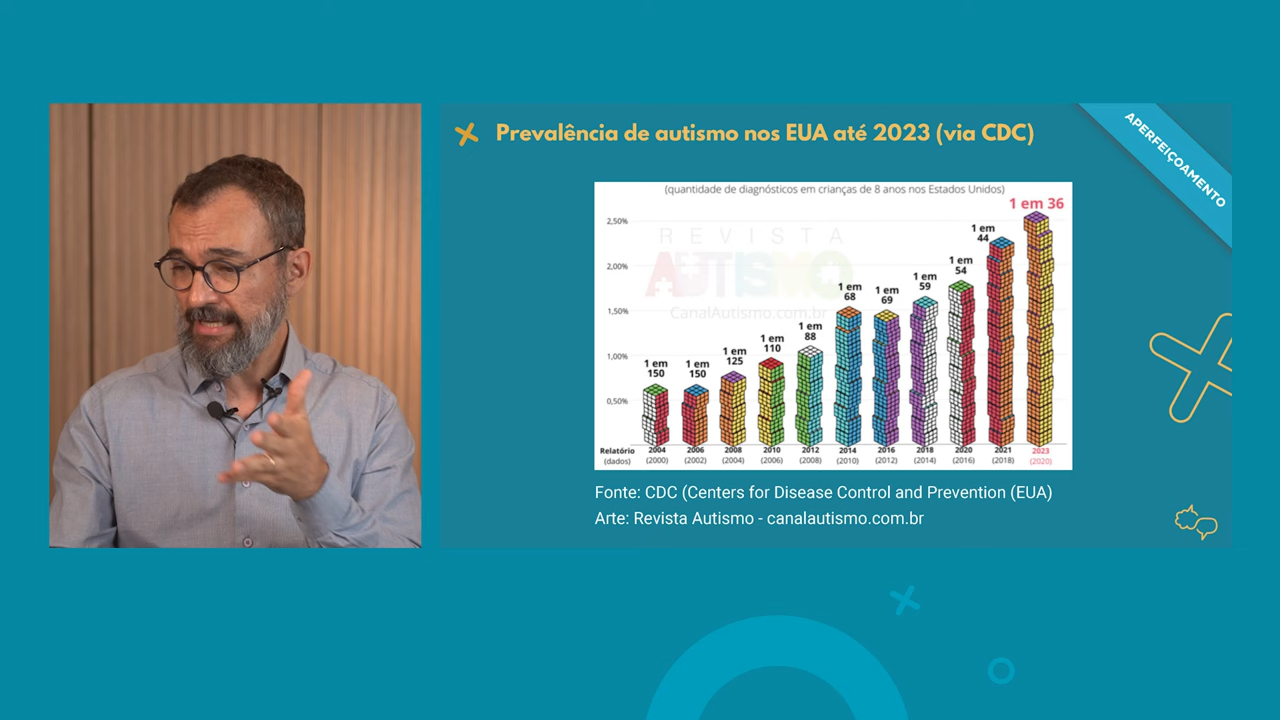 Prevalência de autismo nos EUA até 2023 (via CDC)
APERFEIÇOAMENTO
(quantidade de diagnósticos em crianças de 8 anos nos Estados Unidos)
REVISTA
AUTISMO
CanalAutismo.com.br
2,50%
2,00%
1,50%
1,00%
0,50%
1 em
150
1 em
150
1 em
125
1 em
110
1 em
88
1 em
68
1 em
69
1 em
59
1 em
54
1 em
44
1 em 36
Relatório 2004 2006 2008 2010 2012 2014 2016 2018 2020 2021 2023
(dados) (2000) (2002) (2004) (2006) (2008) (2010) (2012) (2014) (2016) (2018) (2020)
Fonte: CDC (Centers for Disease Control and Prevention (EUA)
Arte: Revista Autismo - canalautismo.com.br